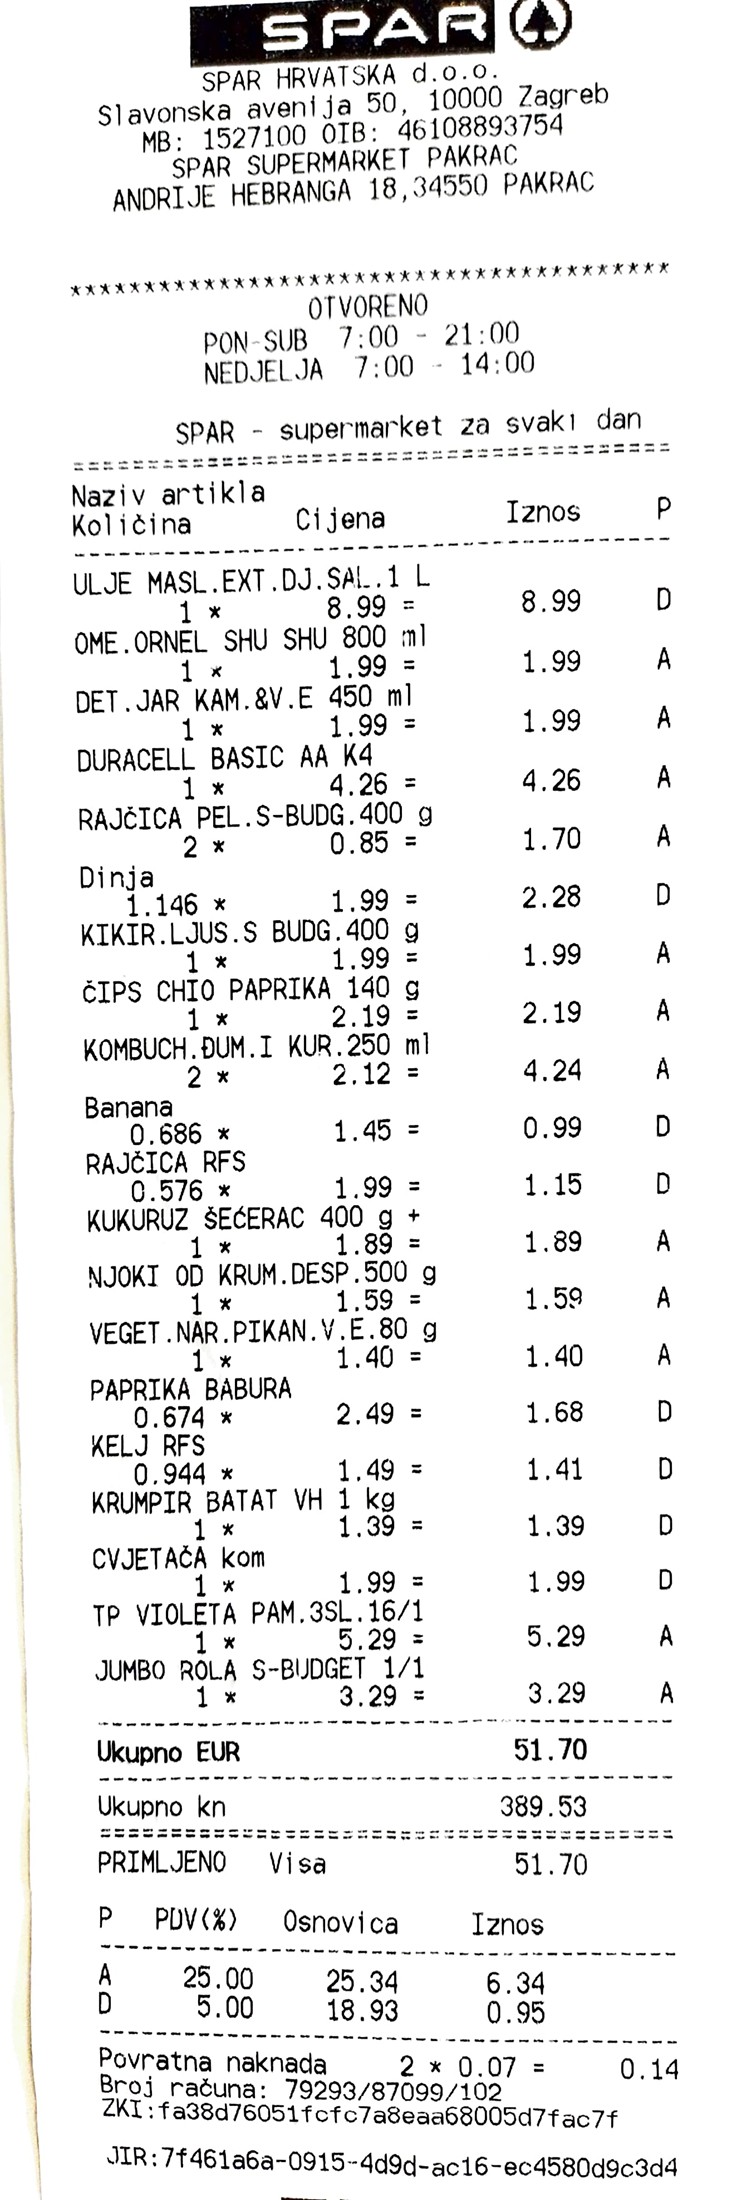 SPAR
SPAR HRVATSKA d.o.o.
Slavonska avenija 50, 10000 Zagreb
MB: 1527100 OIB: 46108893754
SPAR SUPERMARKET PAKRAC
ANDRIJE HEBRANGA 18,34550 PAKRAC
*****************************************
OTVORENO
PON-SUB 7:00 - 21:00
NEDJELJA 7:00 - 14:00
SPAR - supermarket za svaki dan
=========================================
Naziv artikla
Količina Cijena Iznos P
-----------------------------------------
ULJE MASL.EXT.DJ.SAL.1 L
1 * 8.99 = 8.99 D
OME.ORNEL SHU SHU 800 ml
1 * 1.99 = 1.99 A
DET.JAR KAM.&V.E 450 ml
1 * 1.99 = 1.99 A
DURACELL BASIC AA K4
1 * 4.26 = 4.26 A
RAJČICA PEL.S-BUDG.400 g
2 * 0.85 = 1.70 A
Dinja
1.146 * 1.99 = 2.28 D
KIKIR.LJUS.S BUDG.400 g
1 * 1.99 = 1.99 A
ČIPS CHIO PAPRIKA 140 g
1 * 2.19 = 2.19 A
KOMBUCH.ĐUM.I KUR.250 ml
2 * 2.12 = 4.24 A
Banana
0.686 * 1.45 = 0.99 D
RAJČICA RFS
0.576 * 1.99 = 1.15 D
KUKURUZ ŠEĆERAC 400 g +
1 * 1.89 = 1.89 A
NJOKI OD KRUM.DESP.500 g
1 * 1.59 = 1.59 A
VEGET.NAR.PIKAN.V.E.80 g
1 * 1.40 = 1.40 A
PAPRIKA BABURA
0.674 * 2.49 = 1.68 D
KELJ RFS
0.944 * 1.49 = 1.41 D
KRUMPIR BATAT VH 1 kg
1 * 1.39 = 1.39 D
CVJETAČA kom
1 * 1.99 = 1.99 D
TP VIOLETA PAM.3SL.16/1
1 * 5.29 = 5.29 A
JUMBO ROLA S-BUDGET 1/1
1 * 3.29 = 3.29 A
-----------------------------------------
Ukupno EUR 51.70
-----------------------------------------
Ukupno kn 389.53
=========================================
PRIMLJENO Visa 51.70
P PDV(%) Osnovica Iznos
-----------------------------------------
A 25.00 25.34 6.34
D 5.00 18.93 0.95
-----------------------------------------
Povratna naknada 2 * 0.07 = 0.14
Broj računa: 79293/87099/102
ZKI:fa38d76051fcfc7a8eaa68005d7fac7f
JIR:7f461a6a-0915-4d9d-ac16-ec4580d9c3d4